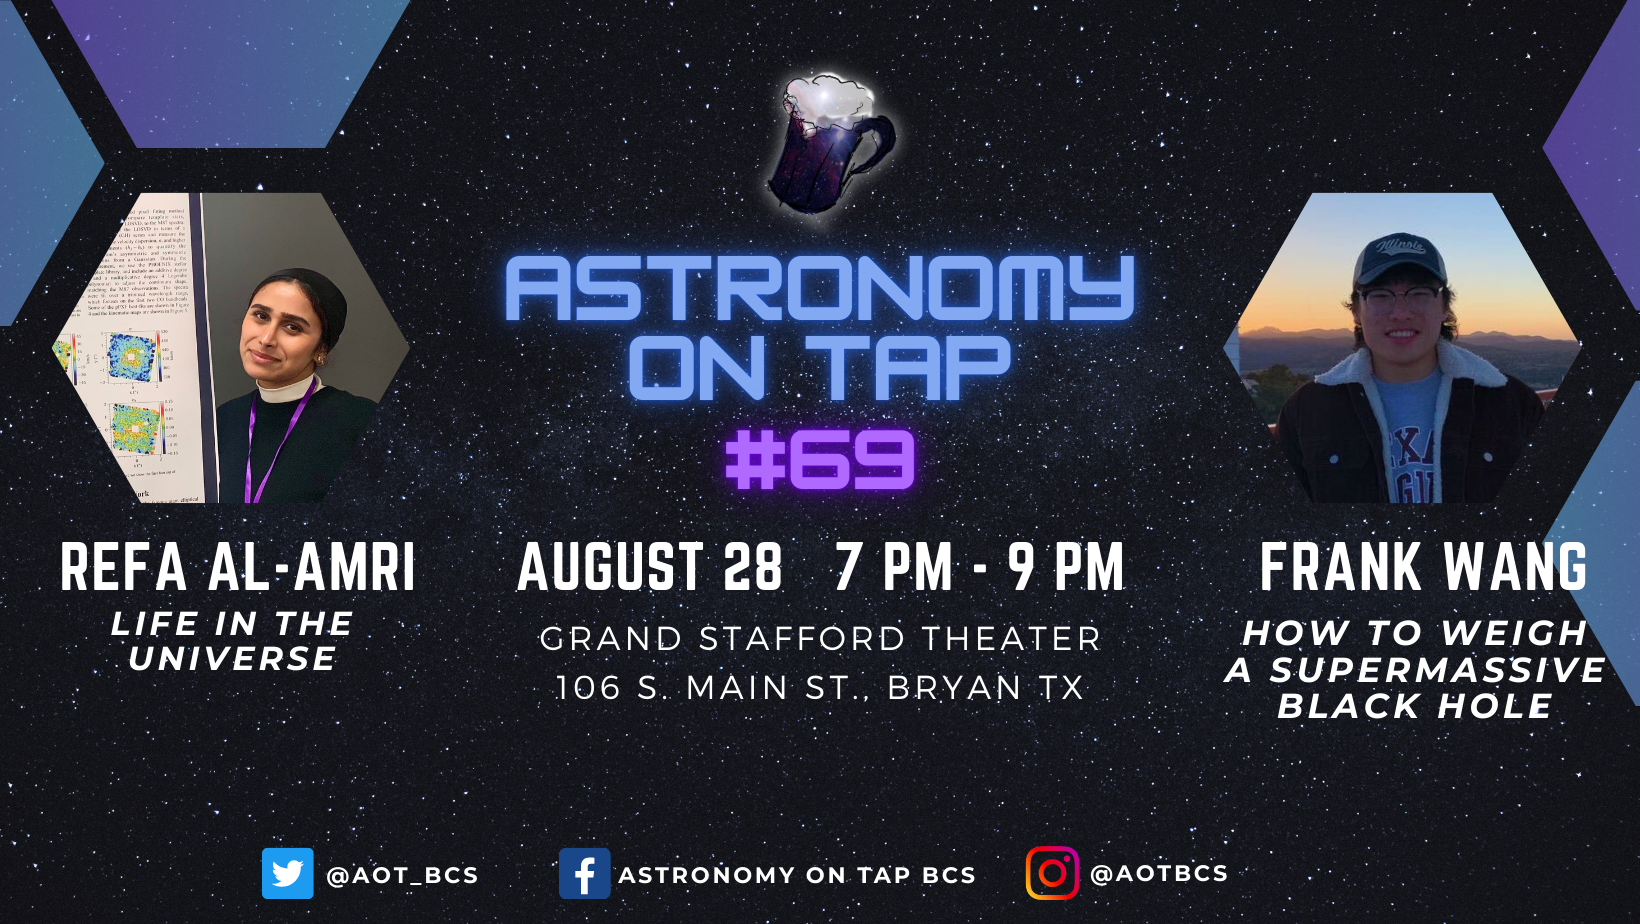 Illinois
ASTRONOMY
ON TAP
#69
REFA AL-AMRI
LIFE IN THE
UNIVERSE
AUGUST 28 7 PM - 9 PM
GRAND STAFFORD THEATER
106 S. MAIN ST., BRYAN TX
FRANK WANG
HOW TO WEIGH
A SUPERMASSIVE
BLACK HOLE
@AOT_BCS
ASTRONOMY ON TAP BCS
@AOTBCS